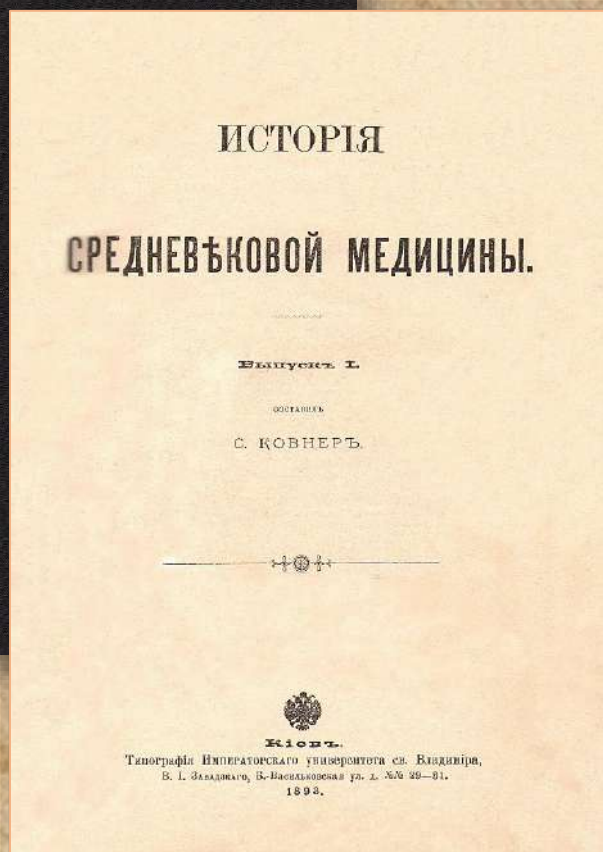 ИСТОРІЯ
СРЕДНЕВѢКОВОЙ МЕДИЦИНЫ.
Выпускъ I.
СОСТАВИЛЪ
С. КОВНЕРЪ.
Кіевъ.
Типографія Императорскаго университета св. Владиміра,
В. І. Завадзкаго, Б.-Васильковская ул. д. №№ 29—31.
1893.